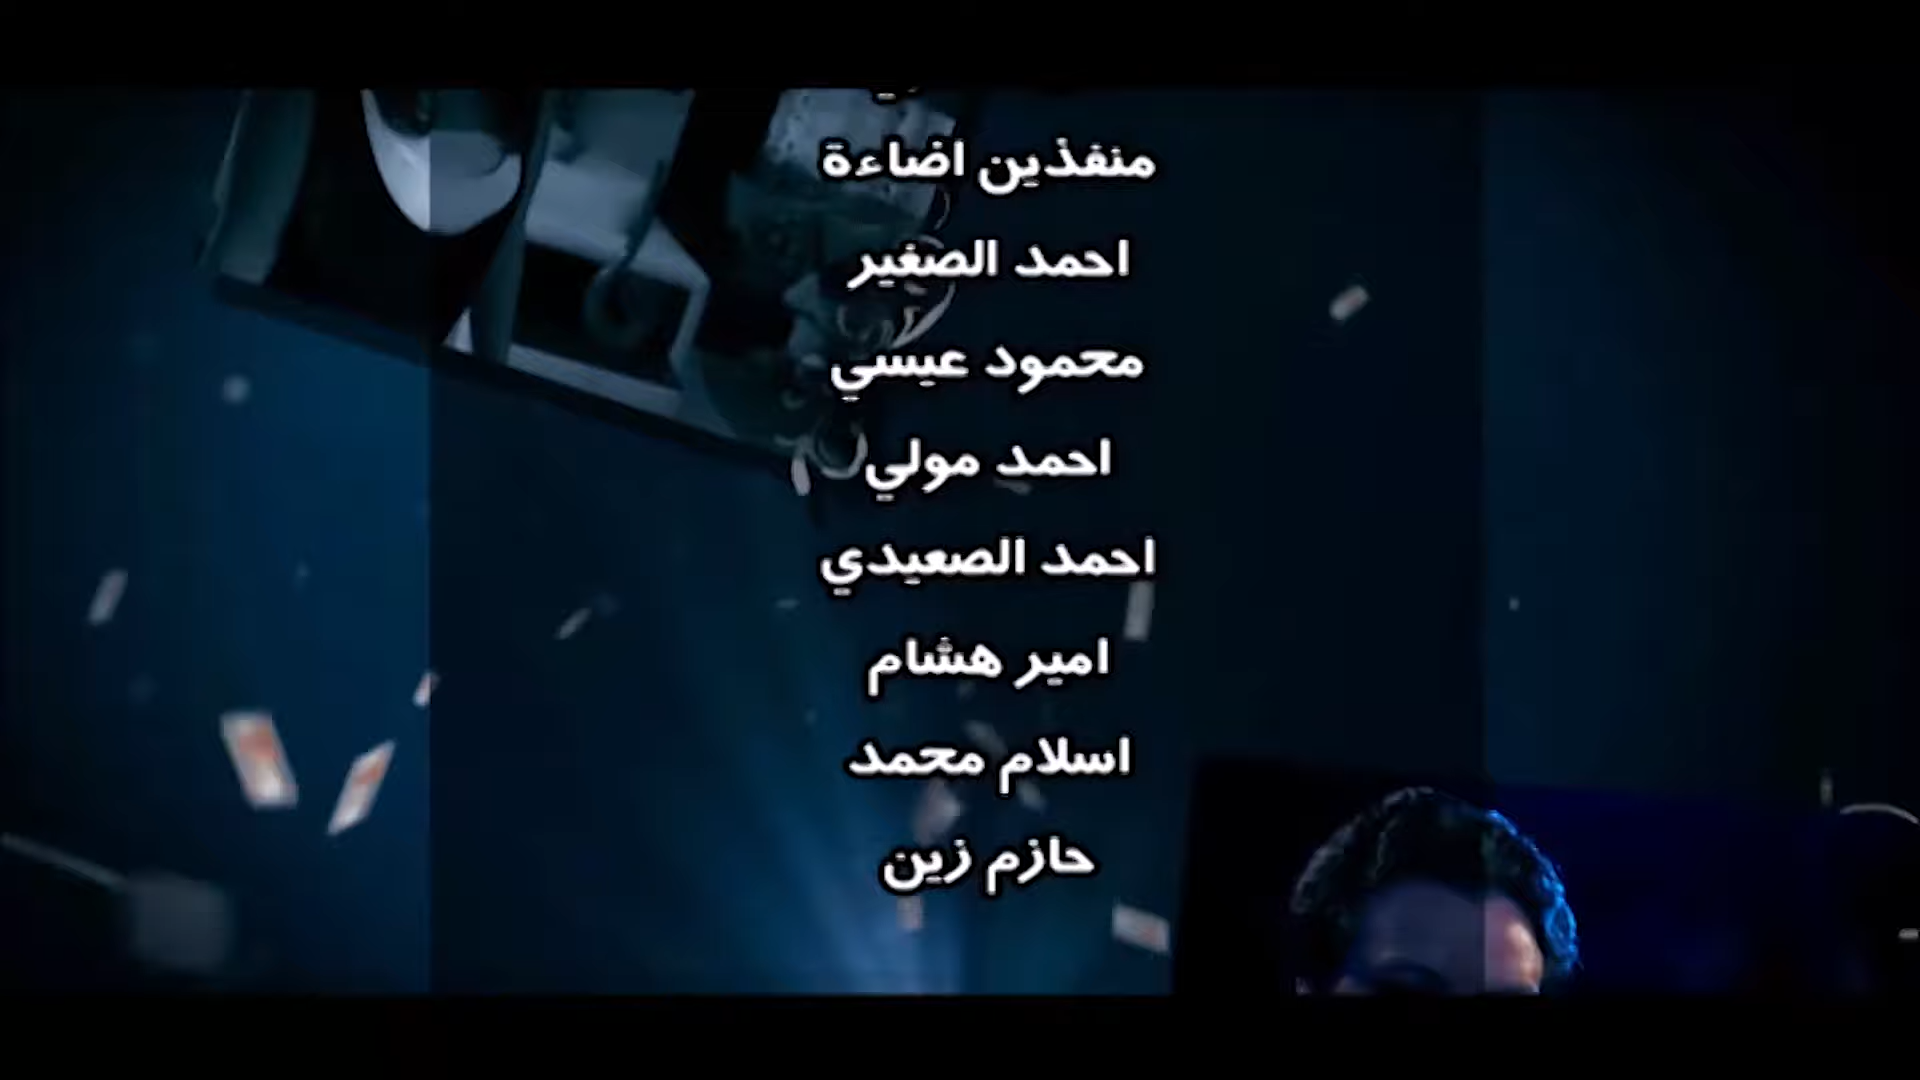 منفذين اضاءة
احمد الصغير
محمود عيسي
احمد مولي
احمد الصعيدي
امير هشام
اسلام محمد
حازم زين